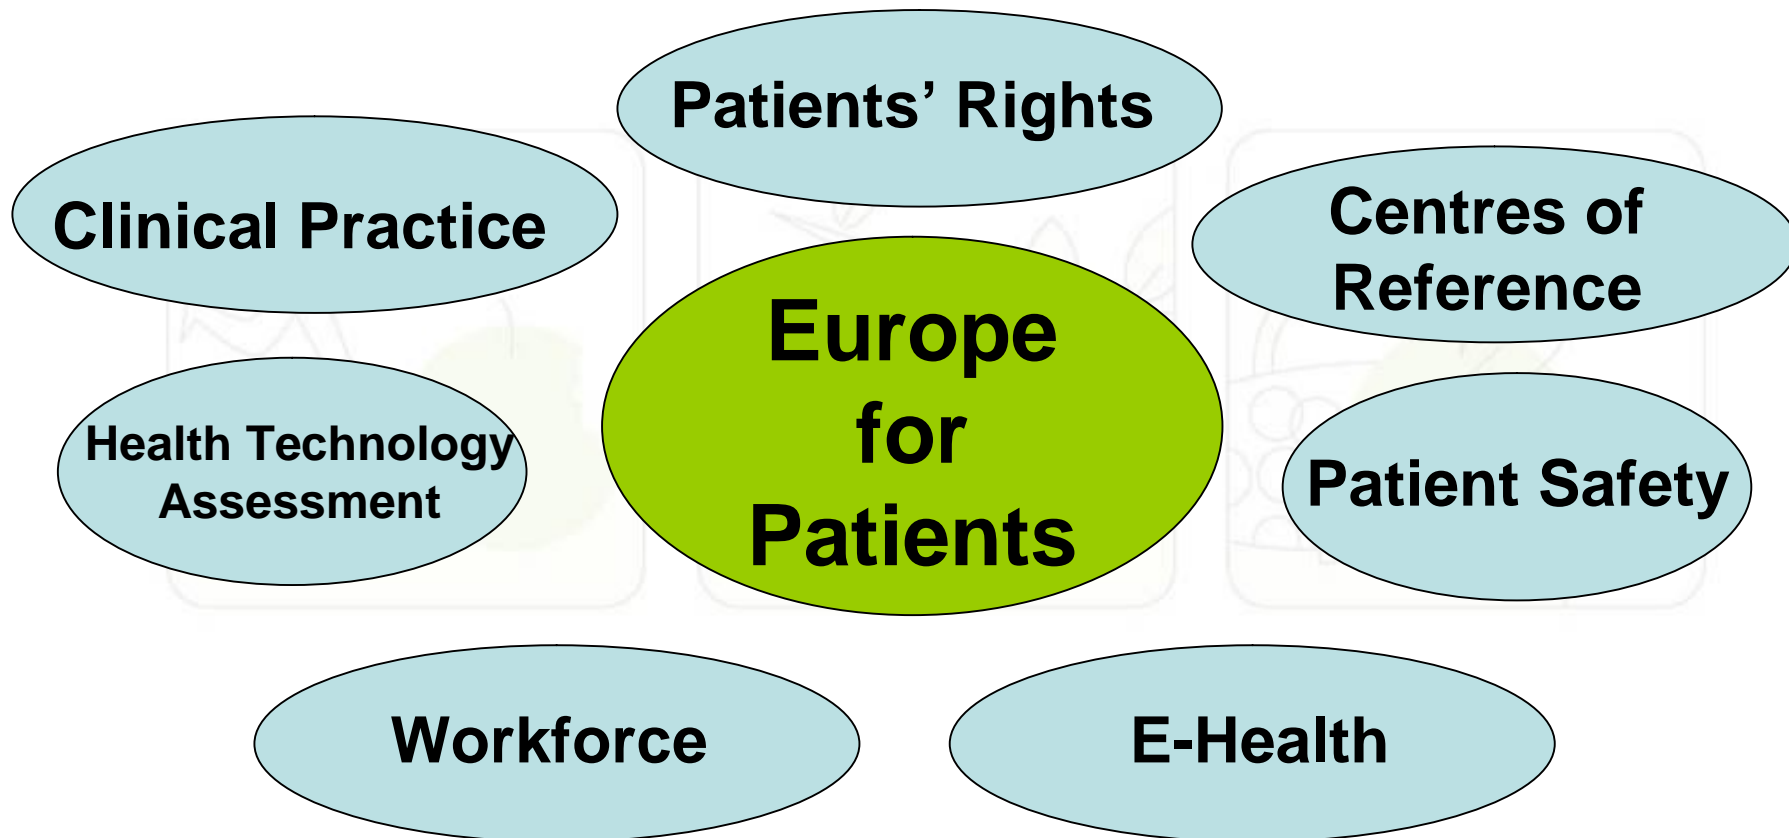 Patients’ Rights
Clinical Practice
Centres of
Reference
Europe
for
Patients
Health Technology
Assessment
Patient Safety
Workforce
E-Health